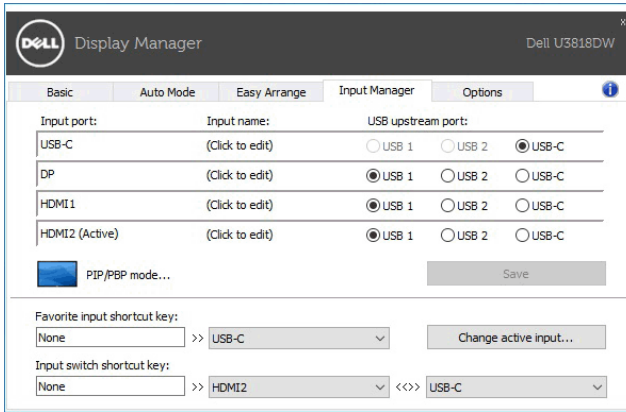 DELL Display Manager Dell U3818DW x
Basic Auto Mode Easy Arrange Input Manager Options i
Input port: Input name: USB upstream port:
USB-C (Click to edit) USB 1 USB 2 USB-C
DP (Click to edit) USB 1 USB 2 USB-C
HDMI1 (Click to edit) USB 1 USB 2 USB-C
HDMI2 (Active) (Click to edit) USB 1 USB 2 USB-C
PIP/PBP mode... Save
Favorite input shortcut key:
None >> USB-C Change active input...
Input switch shortcut key:
None >> HDMI2 <<>> USB-C